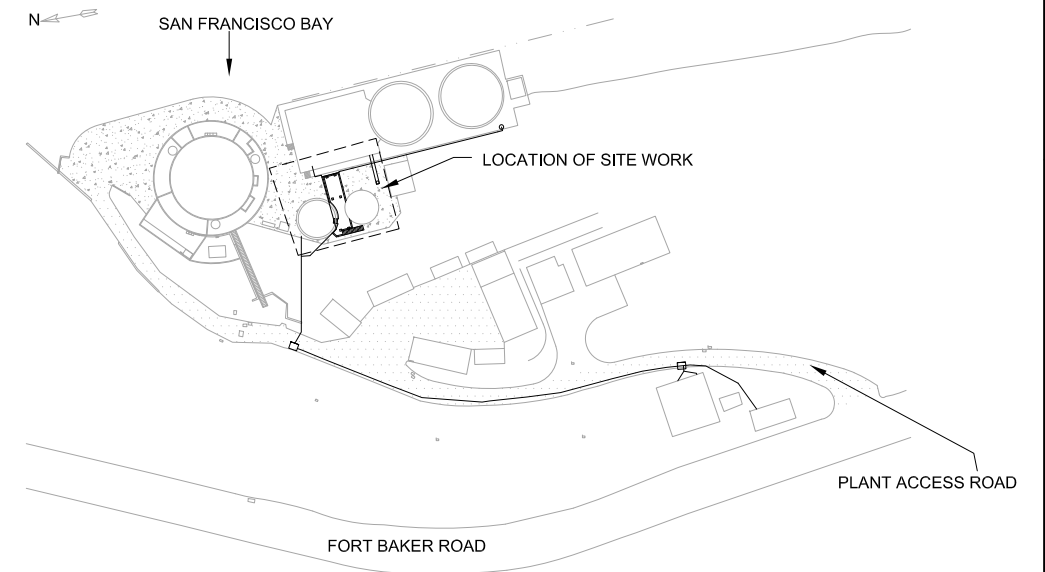 N
SAN FRANCISCO BAY
LOCATION OF SITE WORK
PLANT ACCESS ROAD
FORT BAKER ROAD